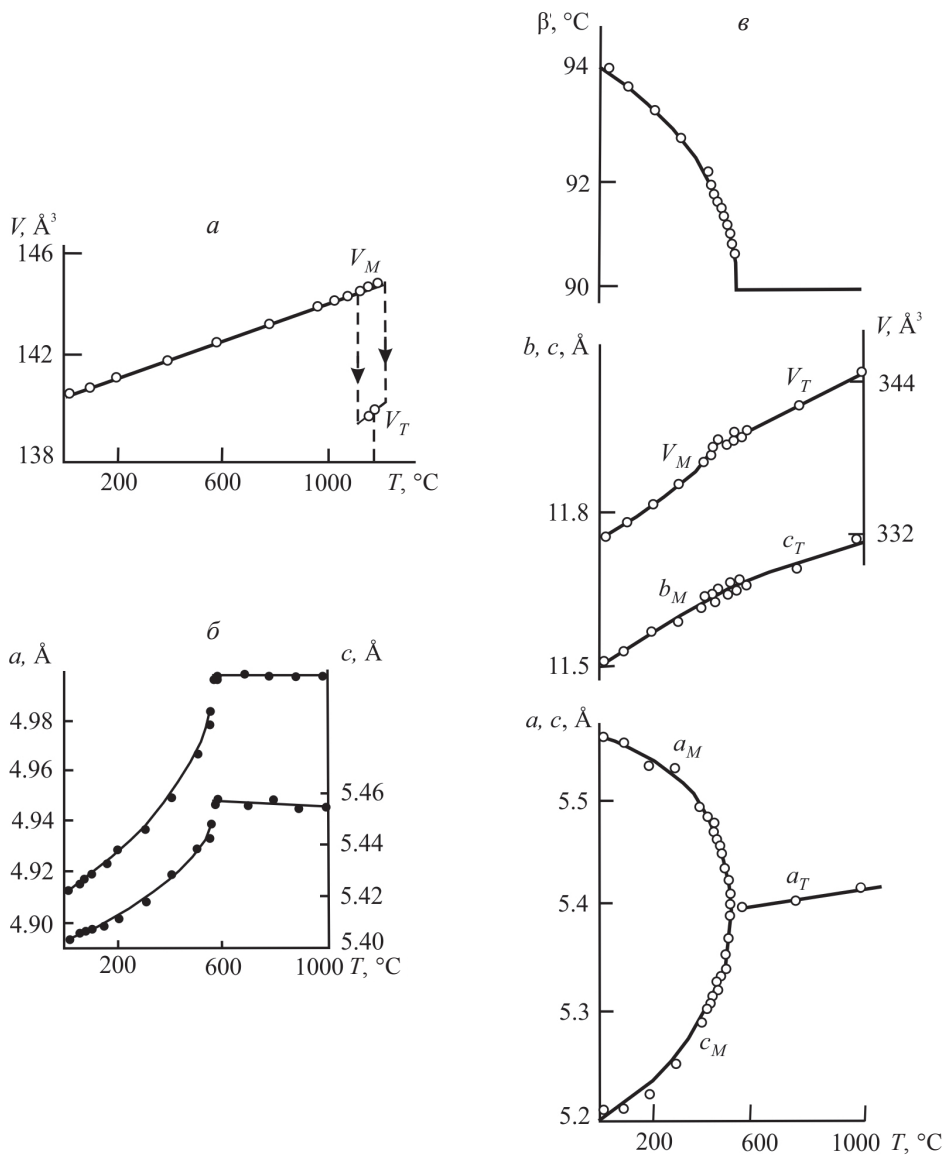 а
V, Å³
146
142
138
V_M
V_T
200
600
1000 T, °C
б
a, Å
c, Å
4.98
4.96
4.94
4.92
4.90
5.46
5.44
5.42
5.40
200
600
1000 T, °C
в
β', °C
94
92
90
b, c, Å
V, Å³
11.8
11.5
344
332
V_T
V_M
c_T
b_M
a, c, Å
5.5
5.4
5.3
5.2
a_M
a_T
c_M
200
600
1000 T, °C